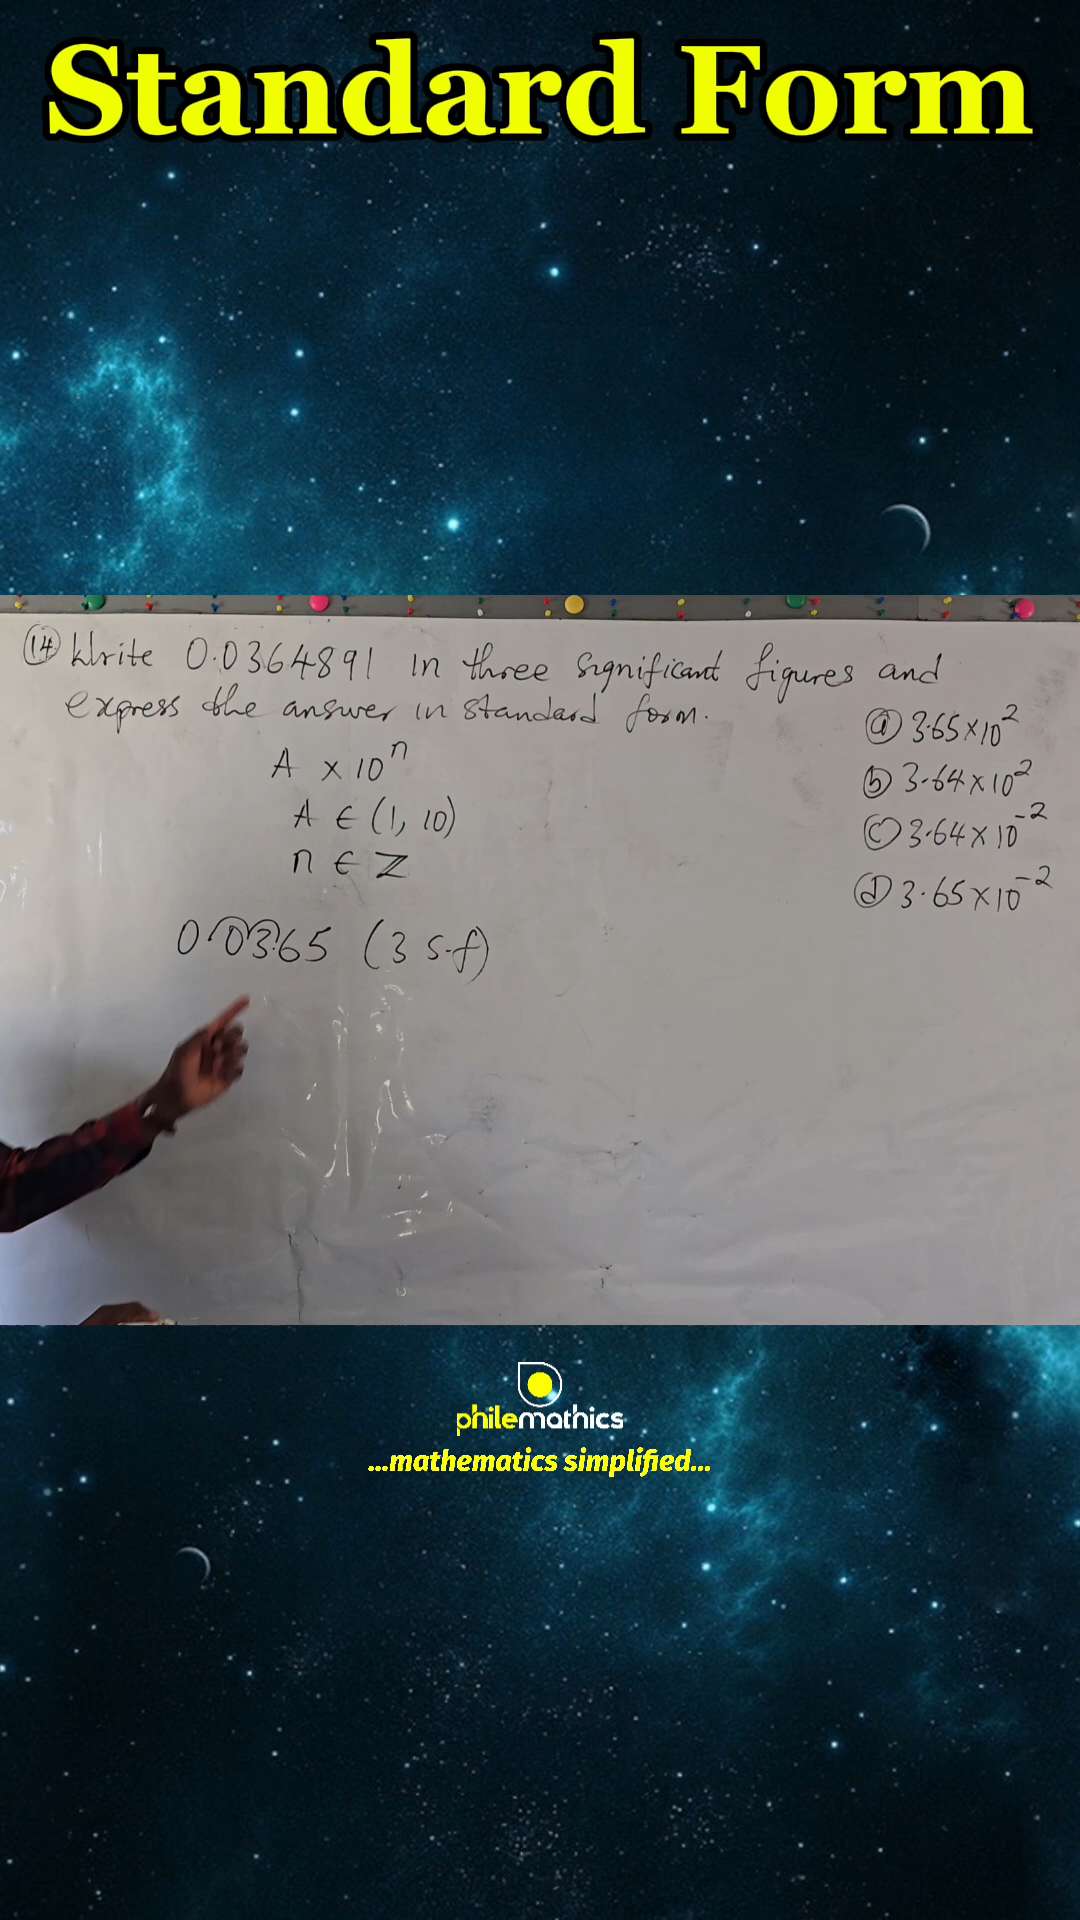 Standard Form
14 Write 0.0364891 in three significant figures and
express the answer in standard form.
A × 10ⁿ
A ∈ (1, 10)
n ∈ ℤ
0.0365 (3 s.f)
a 3.65×10²
b 3.64×10²
c 3.64×10⁻²
d 3.65×10⁻²
philemathics
...mathematics simplified...